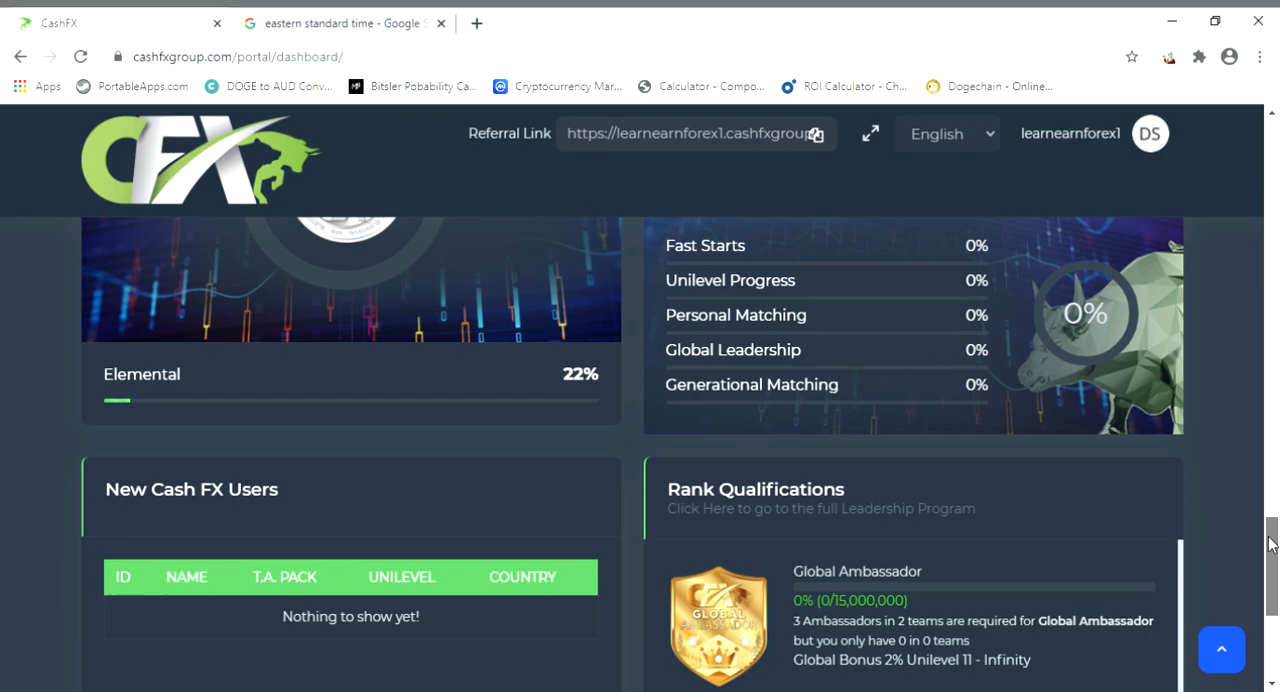 CashFX
eastern standard time - Google S
cashfxgroup.com/portal/dashboard/
Apps
PortableApps.com
DOGE to AUD Conv...
Bitsler Pobability Ca...
Cryptocurrency Mar...
Calculator - Compo...
ROI Calculator - Ch...
Dogechain - Online...
CFX
Referral Link
https://learnearnforex1.cashfxgroup
English
learnearnforex1
DS
Elemental 22%
Fast Starts 0%
Unilevel Progress 0%
Personal Matching 0%
Global Leadership 0%
Generational Matching 0%
0%
New Cash FX Users
ID NAME T.A. PACK UNILEVEL COUNTRY
Nothing to show yet!
Rank Qualifications
Click Here to go to the full Leadership Program
CFX
GLOBAL
AMBASSADOR
Global Ambassador
0% (0/15,000,000)
3 Ambassadors in 2 teams are required for Global Ambassador
but you only have 0 in 0 teams
Global Bonus 2% Unilevel 11 - Infinity